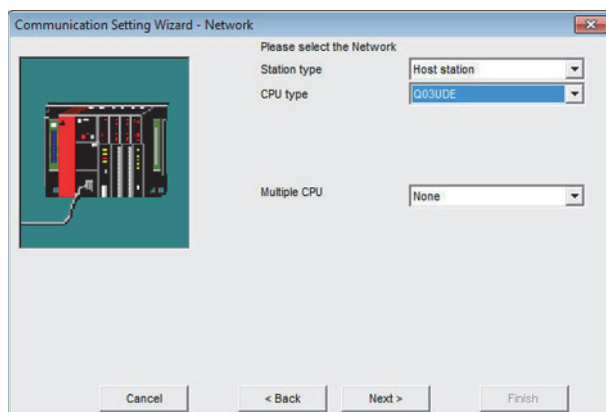 Communication Setting Wizard - Network
Please select the Network
Station type Host station
CPU type Q03UDE
Multiple CPU None
Cancel < Back Next > Finish